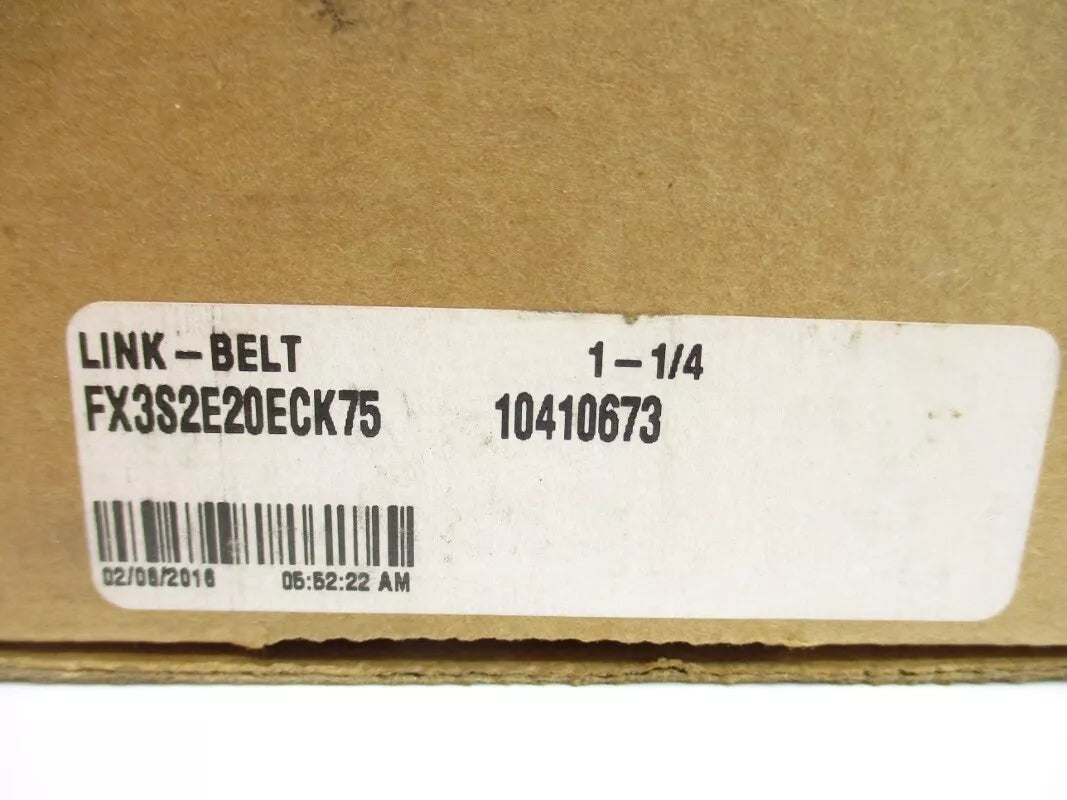 LINK-BELT 1-1/4
FX3S2E20ECK75 10410673
02/08/2016 05:52:22 AM